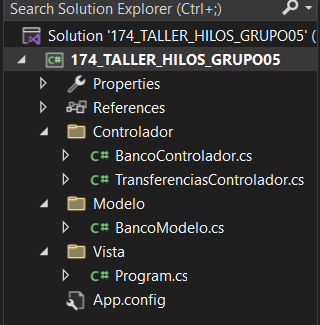 Search Solution Explorer (Ctrl+;)
Solution '174_TALLER_HILOS_GRUPO05' (
C# 174_TALLER_HILOS_GRUPO05
Properties
References
Controlador
C# BancoControlador.cs
C# TransferenciasControlador.cs
Modelo
C# BancoModelo.cs
Vista
C# Program.cs
App.config